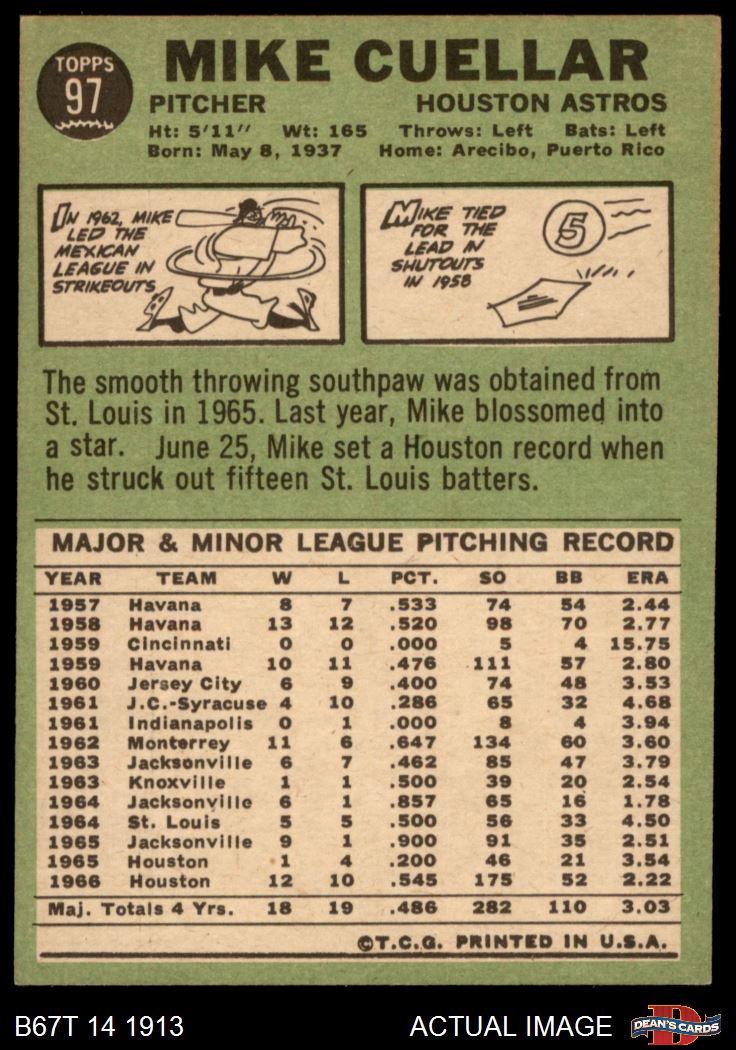 TOPPS
97
MIKE CUELLAR
PITCHER HOUSTON ASTROS
Ht: 5'11" Wt: 165 Throws: Left Bats: Left
Born: May 8, 1937 Home: Arecibo, Puerto Rico
IN 1962, MIKE
LED THE
MEXICAN
LEAGUE IN
STRIKEOUTS
MIKE TIED
FOR THE
LEAD IN
SHUTOUTS
IN 1958
5
The smooth throwing southpaw was obtained from
St. Louis in 1965. Last year, Mike blossomed into
a star. June 25, Mike set a Houston record when
he struck out fifteen St. Louis batters.
MAJOR & MINOR LEAGUE PITCHING RECORD
YEAR TEAM W L PCT. SO BB ERA
1957 Havana 8 7 .533 74 54 2.44
1958 Havana 13 12 .520 98 70 2.77
1959 Cincinnati 0 0 .000 5 4 15.75
1959 Havana 10 11 .476 111 57 2.80
1960 Jersey City 6 9 .400 74 48 3.53
1961 J.C.-Syracuse 4 10 .286 65 32 4.68
1961 Indianapolis 0 1 .000 8 4 3.94
1962 Monterrey 11 6 .647 134 60 3.60
1963 Jacksonville 6 7 .462 85 47 3.79
1963 Knoxville 1 1 .500 39 20 2.54
1964 Jacksonville 6 1 .857 65 16 1.78
1964 St. Louis 5 5 .500 56 33 4.50
1965 Jacksonville 9 1 .900 91 35 2.51
1965 Houston 1 4 .200 46 21 3.54
1966 Houston 12 10 .545 175 52 2.22
Maj. Totals 4 Yrs. 18 19 .486 282 110 3.03
©T.C.G. PRINTED IN U.S.A.
B67T 14 1913 ACTUAL IMAGE DEAN'S CARDS